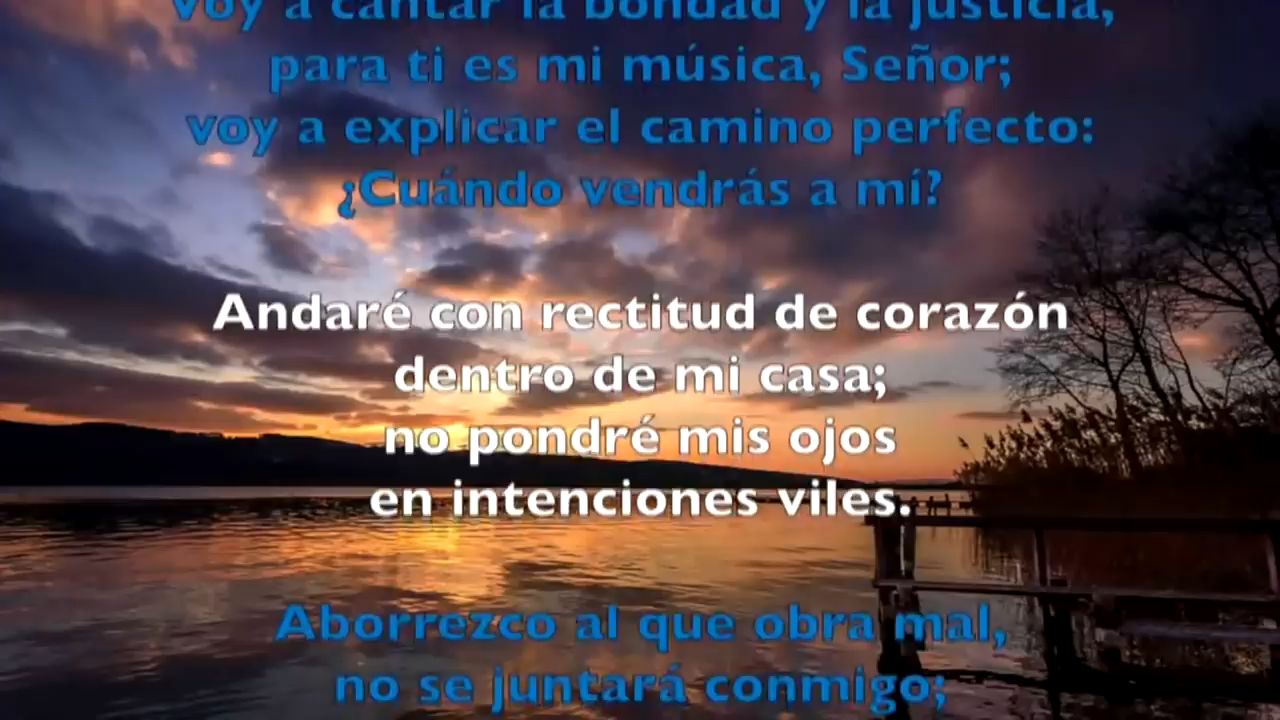 voy a cantar la bondad y la justicia,
para ti es mi música, Señor;
voy a explicar el camino perfecto:
¿Cuándo vendrás a mí?
Andaré con rectitud de corazón
dentro de mi casa;
no pondré mis ojos
en intenciones viles.
Aborrezco al que obra mal,
no se juntará conmigo;